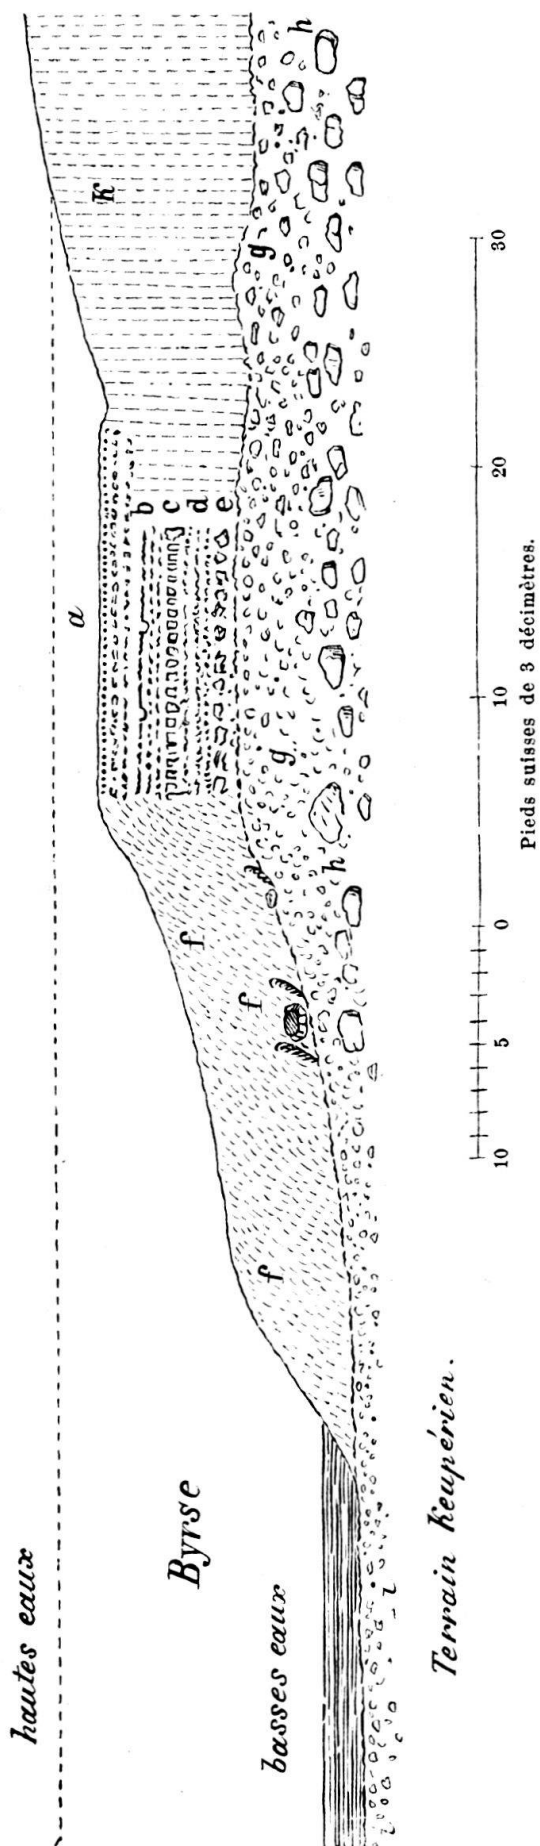 hautes eaux
Byrse
basses eaux
Terrain Keupérien.
a
b
c
d
e
f
f
f
g
g
h
h
K
10 5 0 10 20 30
Pieds suisses de 3 décimètres.